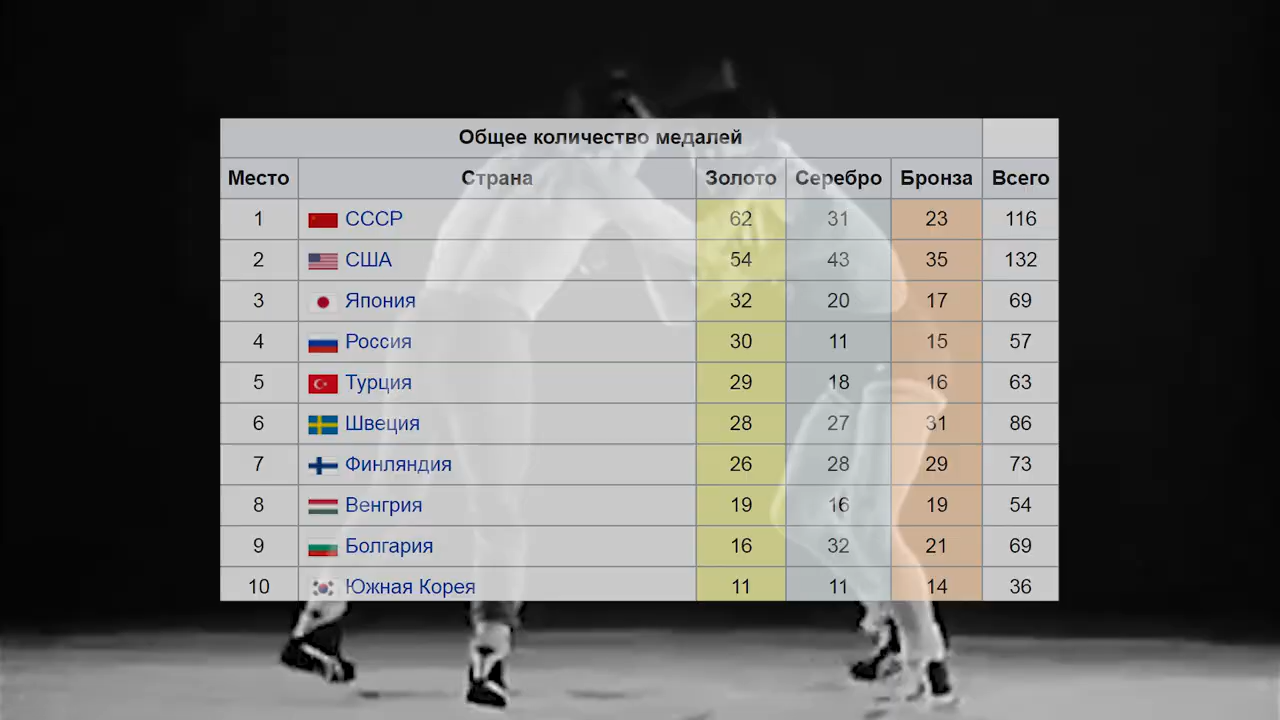 Общее количество медалей
Место Страна Золото Серебро Бронза Всего
1 СССР 62 31 23 116
2 США 54 43 35 132
3 Япония 32 20 17 69
4 Россия 30 11 15 57
5 Турция 29 18 16 63
6 Швеция 28 27 31 86
7 Финляндия 26 28 29 73
8 Венгрия 19 16 19 54
9 Болгария 16 32 21 69
10 Южная Корея 11 11 14 36